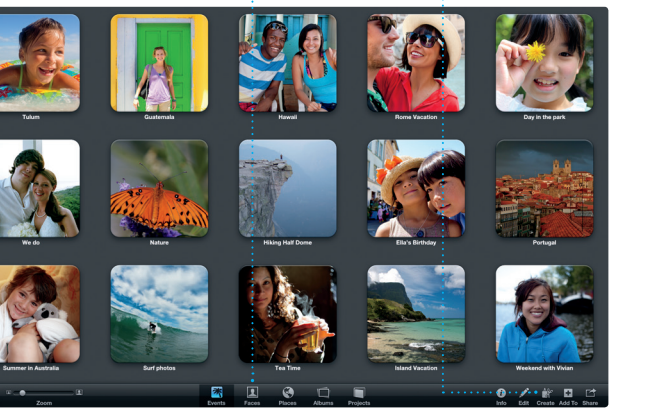 Tulum
Guatemala
Hawaii
Rome Vacation
Day in the park
We do
Nature
Hiking Half Dome
Ella's Birthday
Portugal
Summer in Australia
Surf photos
Tea Time
Island Vacation
Weekend with Vivian
Zoom
Events
Faces
Places
Albums
Projects
Info
Edit
Create
Add To
Share